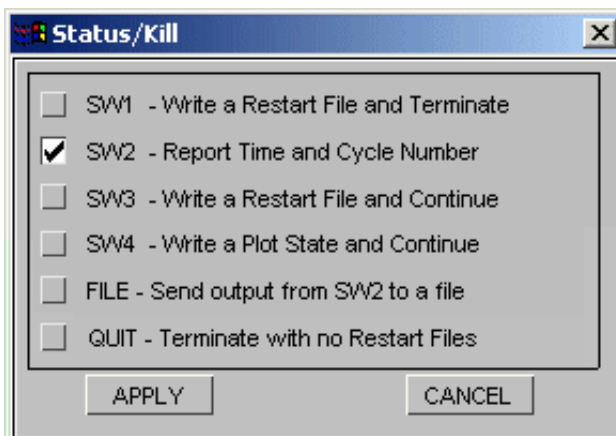 Status/Kill
SW1 - Write a Restart File and Terminate
SW2 - Report Time and Cycle Number
SW3 - Write a Restart File and Continue
SW4 - Write a Plot State and Continue
FILE - Send output from SW2 to a file
QUIT - Terminate with no Restart Files
APPLY CANCEL